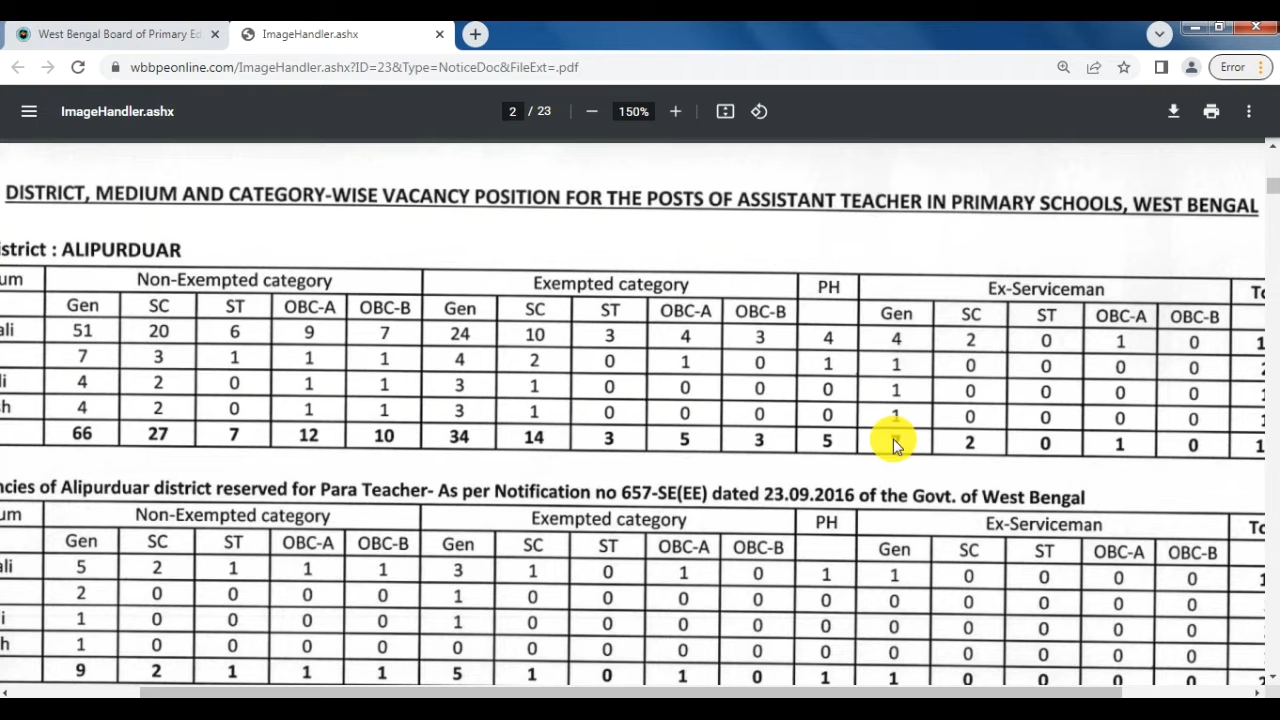 West Bengal Board of Primary Ed
ImageHandler.ashx
wbbpeonline.com/ImageHandler.ashx?ID=23&Type=NoticeDoc&FileExt=.pdf
Error
ImageHandler.ashx
2 / 23
150%
DISTRICT, MEDIUM AND CATEGORY-WISE VACANCY POSITION FOR THE POSTS OF ASSISTANT TEACHER IN PRIMARY SCHOOLS, WEST BENGAL
istrict : ALIPURDUAR
um Non-Exempted category Exempted category PH Ex-Serviceman To
Gen SC ST OBC-A OBC-B Gen SC ST OBC-A OBC-B Gen SC ST OBC-A OBC-B
ali 51 20 6 9 7 24 10 3 4 3 4 4 2 0 1 0 1
7 3 1 1 1 4 2 0 1 0 1 1 0 0 0 0 2
li 4 2 0 1 1 3 1 0 0 0 0 1 0 0 0 0 1
sh 4 2 0 1 1 3 1 0 0 0 0 1 0 0 0 0 1
66 27 7 12 10 34 14 3 5 3 5 2 0 1 0 1
ncies of Alipurduar district reserved for Para Teacher- As per Notification no 657-SE(EE) dated 23.09.2016 of the Govt. of West Bengal
um Non-Exempted category Exempted category PH Ex-Serviceman To
Gen SC ST OBC-A OBC-B Gen SC ST OBC-A OBC-B Gen SC ST OBC-A OBC-B
ali 5 2 1 1 1 3 1 0 1 0 1 1 0 0 0 0
2 0 0 0 0 1 0 0 0 0 0 0 0 0 0 0
i 1 0 0 0 0 1 0 0 0 0 0 0 0 0 0 0
h 1 0 0 0 0 0 0 0 0 0 0 0 0 0 0 0
9 2 1 1 1 5 1 0 1 0 1 1 0 0 0 0